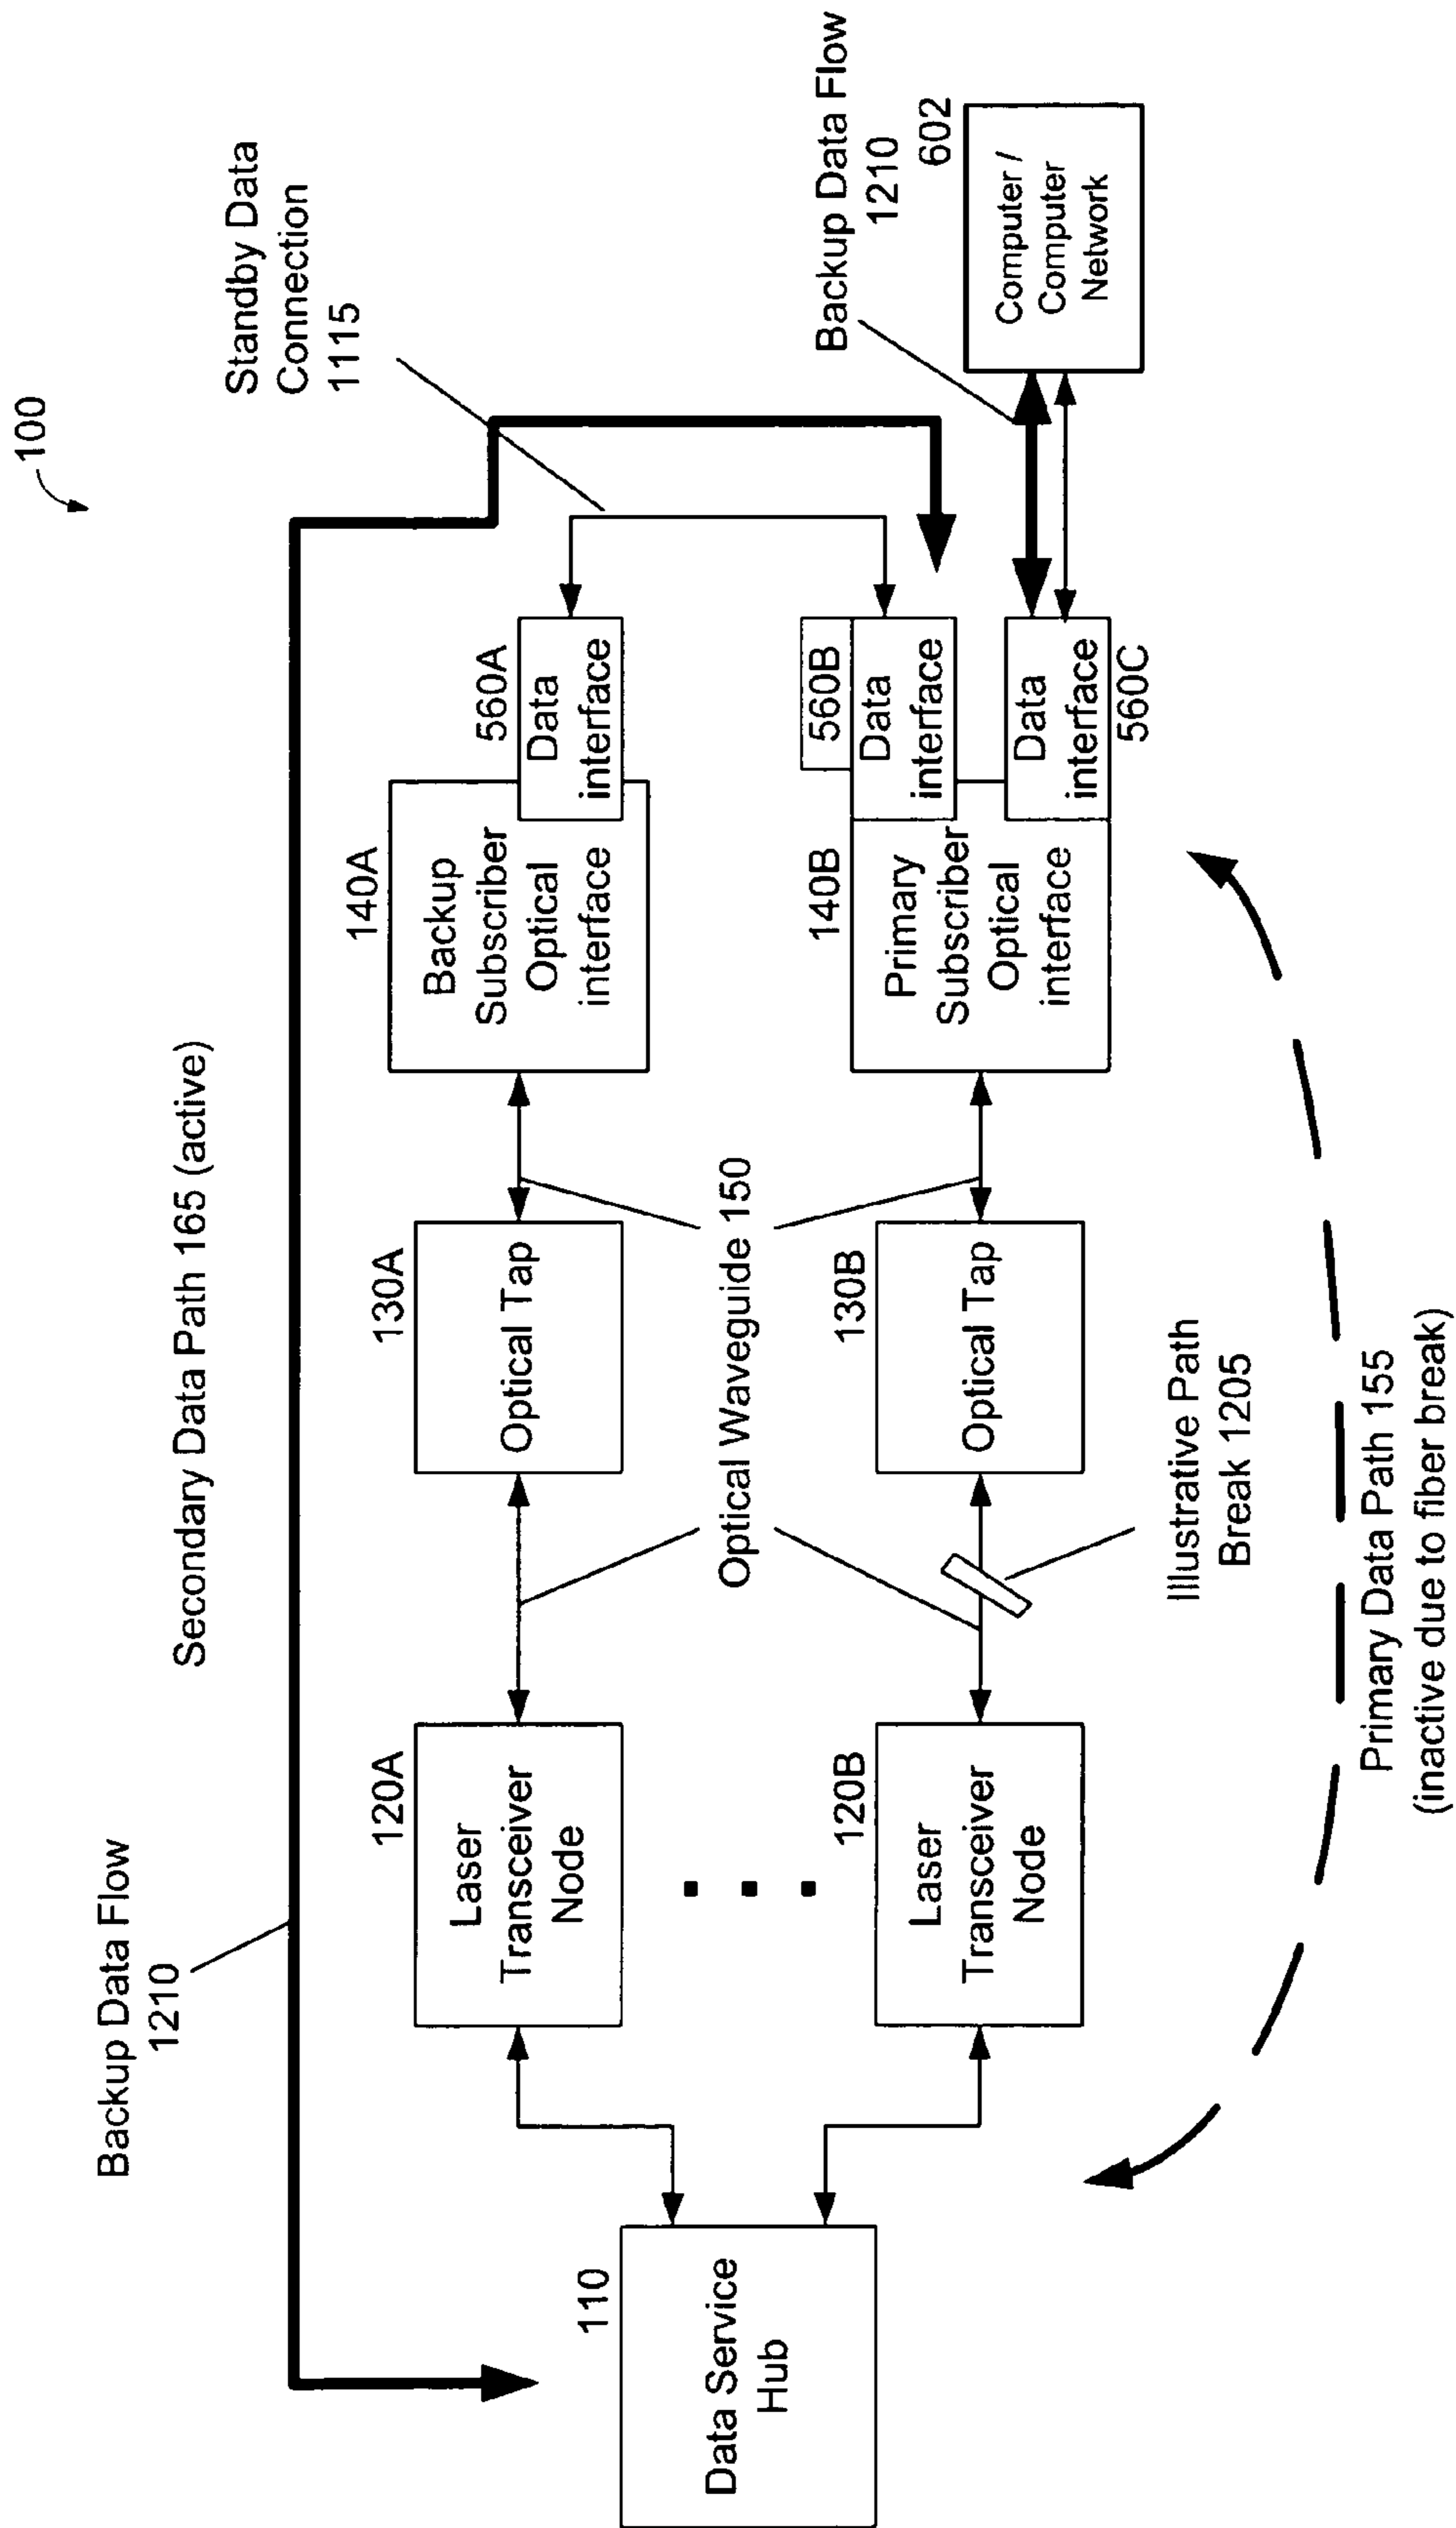 100
Standby Data
Connection
1115
Backup Data Flow
1210
Secondary Data Path 165 (active)
120A
Laser
Transceiver
Node
130A
Optical Tap
140A
Backup
Subscriber
Optical
interface
560A
Data
interface
110
Data Service
Hub
Optical Waveguide 150
120B
Laser
Transceiver
Node
130B
Optical Tap
140B
Primary
Subscriber
Optical
interface
560B
Data
interface
Data
interface
560C
Backup Data Flow
1210
602
Computer /
Computer
Network
Illustrative Path
Break 1205
Primary Data Path 155
(inactive due to fiber break)